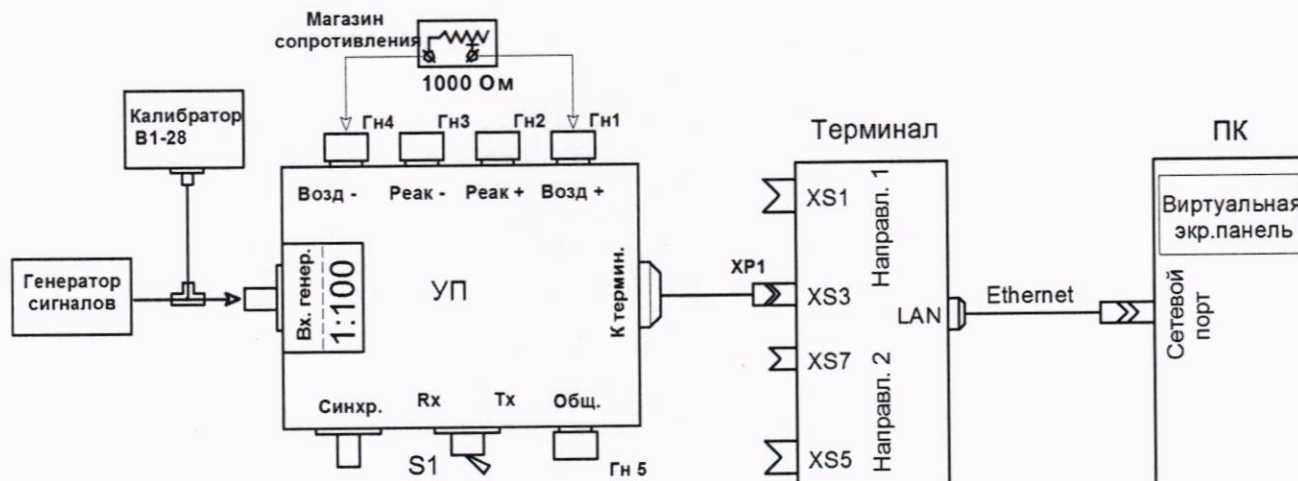 Магазин
сопротивления
1000 Ом
Калибратор
В1-28
Гн4
Гн3
Гн2
Гн1
Терминал
ПК
Возд -
Реак -
Реак +
Возд +
XS1
Направл. 1
Виртуальная
экр.панель
Генератор
сигналов
Вх. генер.
1:100
УП
К термин.
ХР1
XS3
LAN
Ethernet
Сетевой
порт
XS7
Направл. 2
Синхр.
Rx
Tx
Общ.
S1
Гн 5
XS5